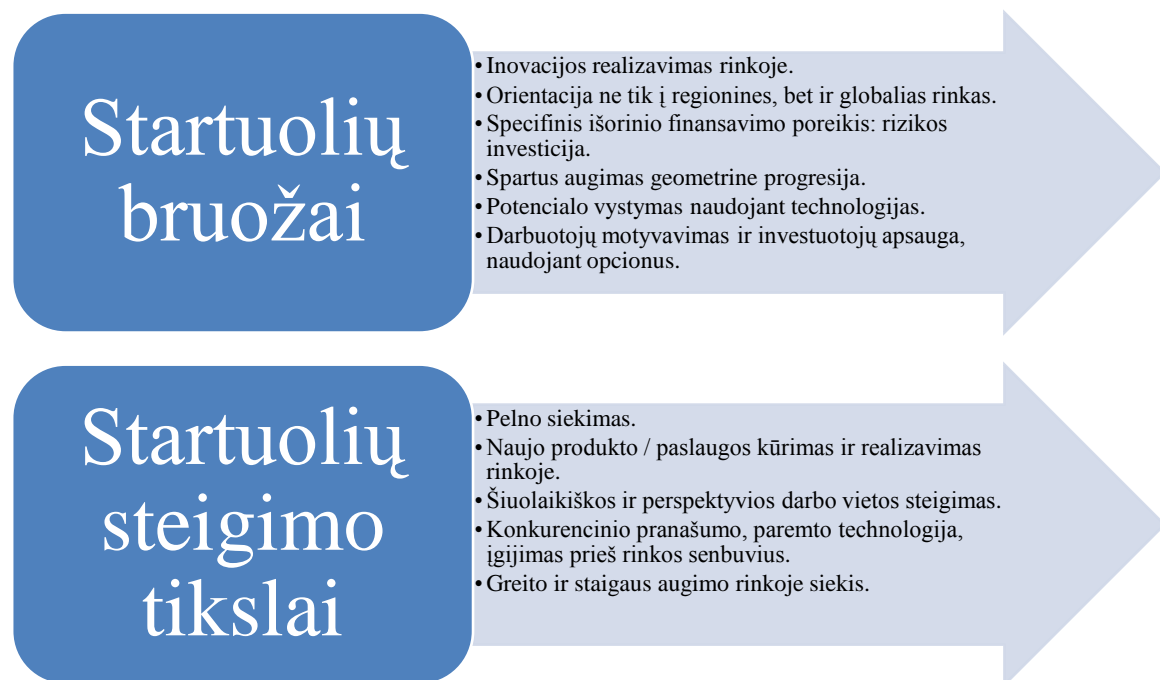 Startuolių
bruožai
• Inovacijos realizavimas rinkoje.
• Orientacija ne tik į regionines, bet ir globalias rinkas.
• Specifinis išorinio finansavimo poreikis: rizikos
investicija.
• Spartus augimas geometrine progresija.
• Potencialo vystymas naudojant technologijas.
• Darbuotojų motyvavimas ir investuotojų apsauga,
naudojant opcionus.
Startuolių
steigimo
tikslai
• Pelno siekimas.
• Naujo produkto / paslaugos kūrimas ir realizavimas
rinkoje.
• Šiuolaikiškos ir perspektyvios darbo vietos steigimas.
• Konkurencinio pranašumo, paremto technologija,
įgijimas prieš rinkos senbuvius.
• Greito ir staigaus augimo rinkoje siekis.